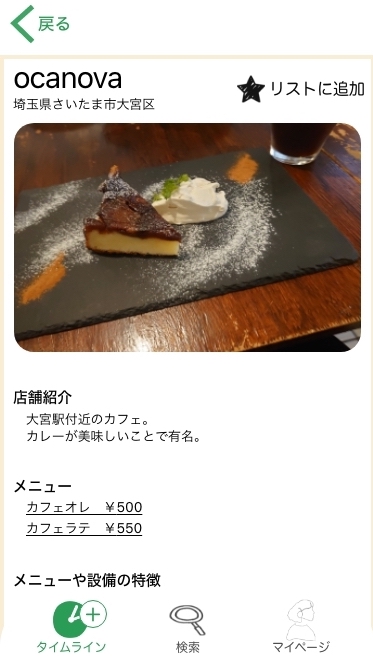 戻る
ocanova
リストに追加
埼玉県さいたま市大宮区
店舗紹介
大宮駅付近のカフェ。
カレーが美味しいことで有名。
メニュー
カフェオレ　￥500
カフェラテ　￥550
メニューや設備の特徴
タイムライン
検索
マイページ